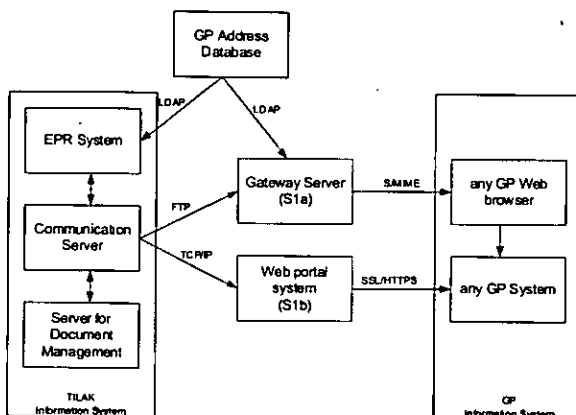 GP Address
Database
LDAP
LDAP
EPR System
Gateway Server
(S1a)
S/MIME
any GP Web
browser
FTP
Communication
Server
TCP/IP
Web portal
system
(S1b)
SSL/HTTPS
any GP System
Server for
Document
Management
TILAK
Information System
GP
Information System